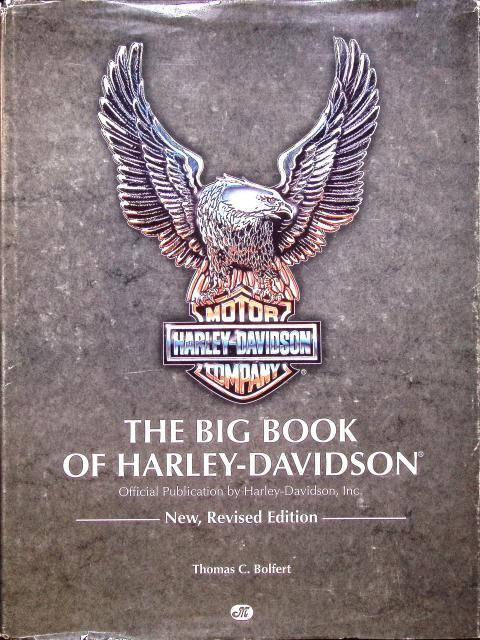 MOTOR
HARLEY-DAVIDSON
COMPANY ®
THE BIG BOOK
OF HARLEY-DAVIDSON®
Official Publication by Harley-Davidson, Inc.
New, Revised Edition
Thomas C. Bolfert
M